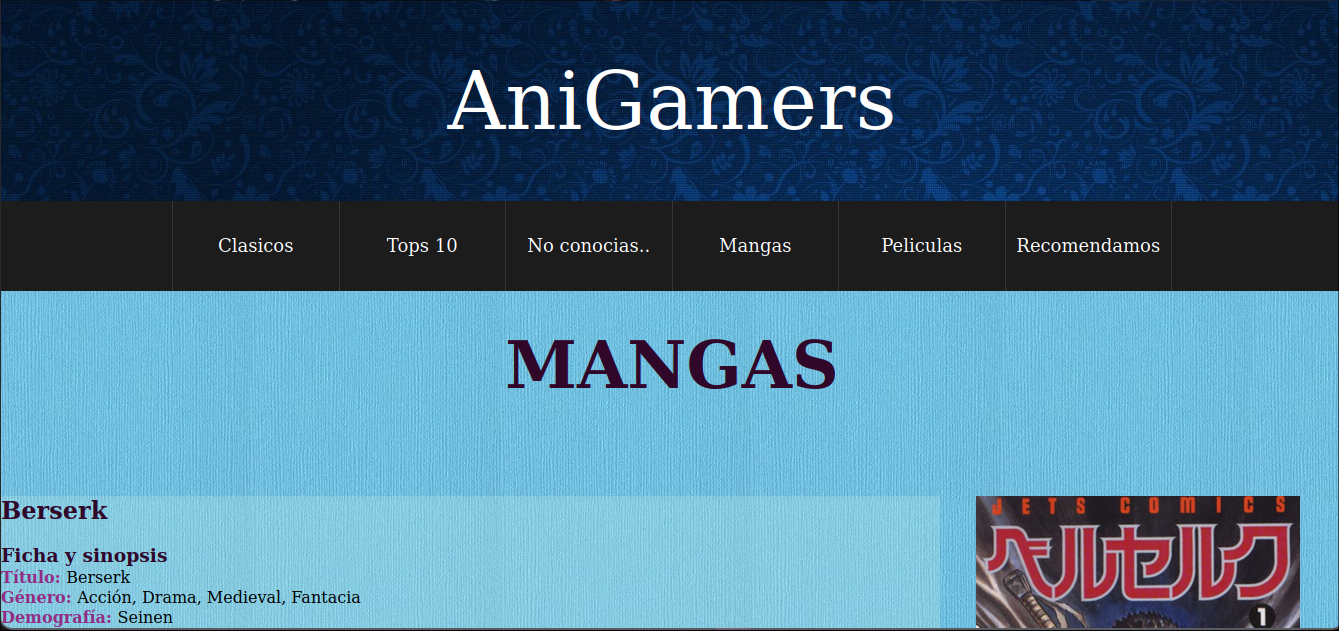 AniGamers
Clasicos
Tops 10
No conocias..
Mangas
Peliculas
Recomendamos
MANGAS
Berserk
JETS COMICS
ベルセルク
1
Ficha y sinopsis
Título: Berserk
Género: Acción, Drama, Medieval, Fantacia
Demografía: Seinen